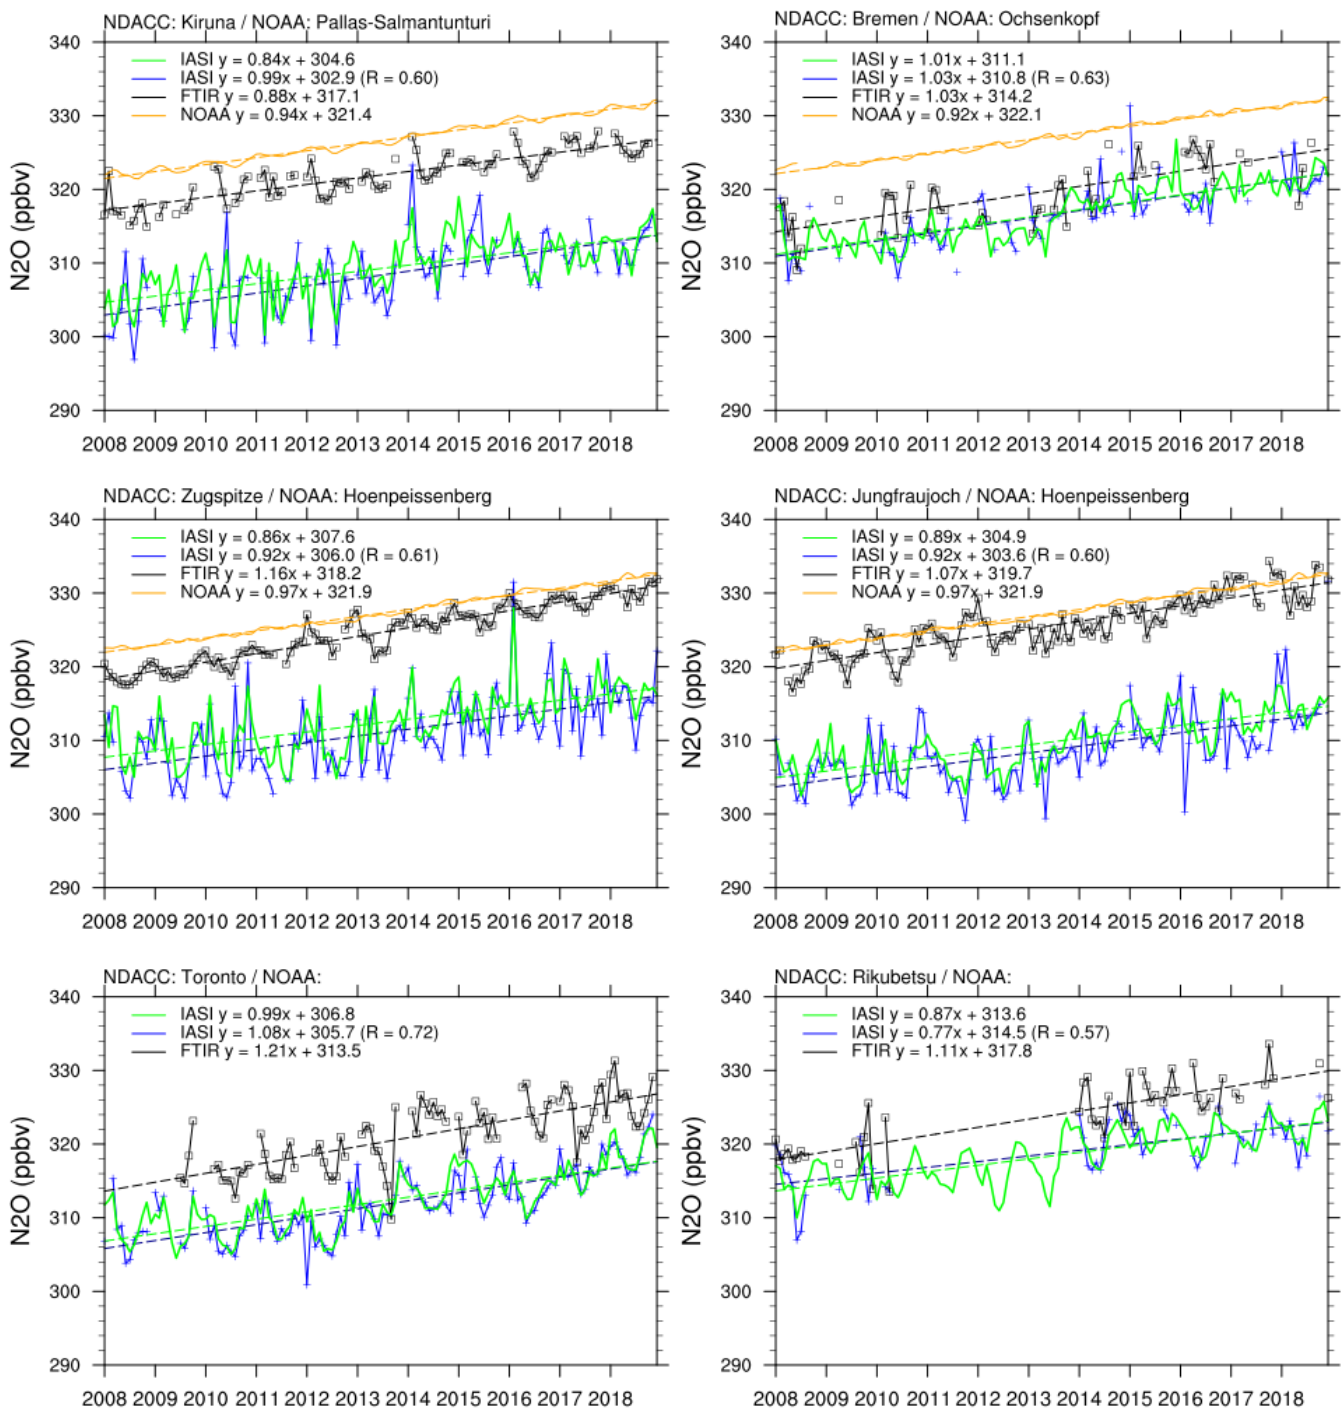 NDACC: Kiruna / NOAA: Pallas-Salmantunturi
340
330
320
310
300
290
N2O (ppbv)
IASI y = 0.84x + 304.6
IASI y = 0.99x + 302.9 (R = 0.60)
FTIR y = 0.88x + 317.1
NOAA y = 0.94x + 321.4
2008 2009 2010 2011 2012 2013 2014 2015 2016 2017 2018
NDACC: Bremen / NOAA: Ochsenkopf
340
330
320
310
300
290
N2O (ppbv)
IASI y = 1.01x + 311.1
IASI y = 1.03x + 310.8 (R = 0.63)
FTIR y = 1.03x + 314.2
NOAA y = 0.92x + 322.1
2008 2009 2010 2011 2012 2013 2014 2015 2016 2017 2018
NDACC: Zugspitze / NOAA: Hoenpeissenberg
340
330
320
310
300
290
N2O (ppbv)
IASI y = 0.86x + 307.6
IASI y = 0.92x + 306.0 (R = 0.61)
FTIR y = 1.16x + 318.2
NOAA y = 0.97x + 321.9
2008 2009 2010 2011 2012 2013 2014 2015 2016 2017 2018
NDACC: Jungfraujoch / NOAA: Hoenpeissenberg
340
330
320
310
300
290
N2O (ppbv)
IASI y = 0.89x + 304.9
IASI y = 0.92x + 303.6 (R = 0.60)
FTIR y = 1.07x + 319.7
NOAA y = 0.97x + 321.9
2008 2009 2010 2011 2012 2013 2014 2015 2016 2017 2018
NDACC: Toronto / NOAA:
340
330
320
310
300
290
N2O (ppbv)
IASI y = 0.99x + 306.8
IASI y = 1.08x + 305.7 (R = 0.72)
FTIR y = 1.21x + 313.5
2008 2009 2010 2011 2012 2013 2014 2015 2016 2017 2018
NDACC: Rikubetsu / NOAA:
340
330
320
310
300
290
N2O (ppbv)
IASI y = 0.87x + 313.6
IASI y = 0.77x + 314.5 (R = 0.57)
FTIR y = 1.11x + 317.8
2008 2009 2010 2011 2012 2013 2014 2015 2016 2017 2018